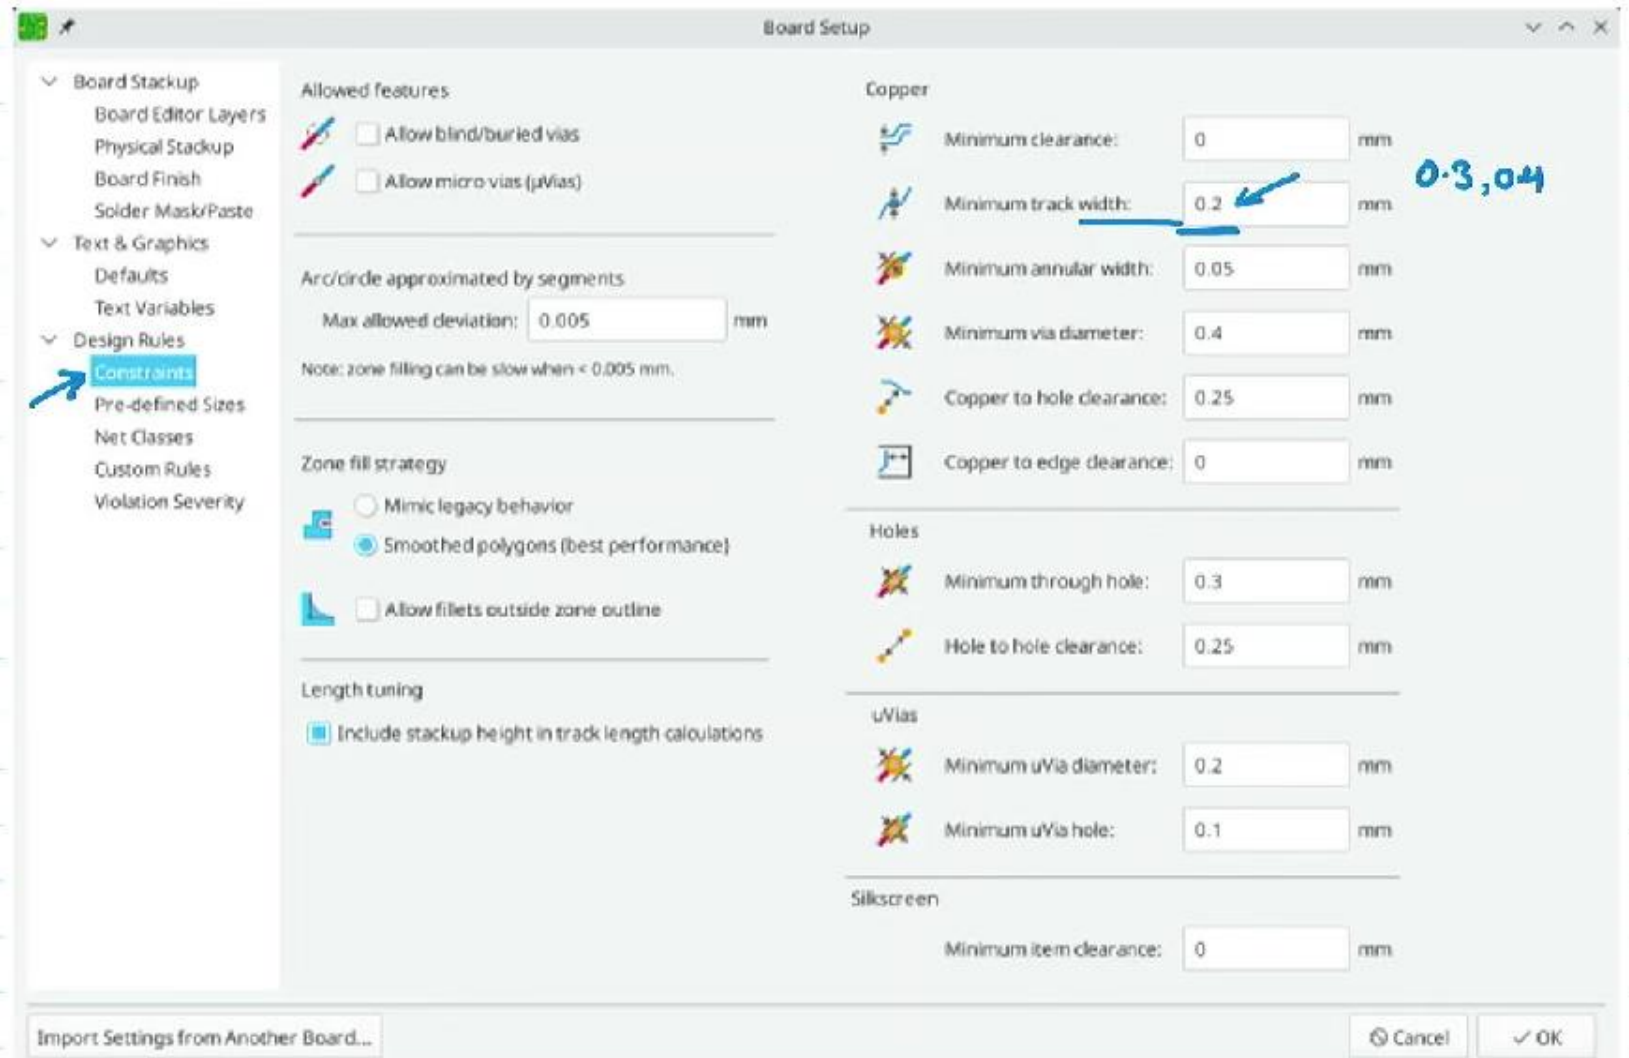 Board Setup
Board Stackup
Board Editor Layers
Physical Stackup
Board Finish
Solder Mask/Paste
Text & Graphics
Defaults
Text Variables
Design Rules
Constraints
Pre-defined Sizes
Net Classes
Custom Rules
Violation Severity
Allowed features
Allow blind/buried vias
Allow micro vias (µVias)
Arc/circle approximated by segments
Max allowed deviation: 0.005 mm
Note: zone filling can be slow when < 0.005 mm.
Zone fill strategy
Mimic legacy behavior
Smoothed polygons (best performance)
Allow fillets outside zone outline
Length tuning
Include stackup height in track length calculations
Copper
Minimum clearance: 0 mm
Minimum track width: 0.2 mm
0.3, 0.4
Minimum annular width: 0.05 mm
Minimum via diameter: 0.4 mm
Copper to hole clearance: 0.25 mm
Copper to edge clearance: 0 mm
Holes
Minimum through hole: 0.3 mm
Hole to hole clearance: 0.25 mm
uVias
Minimum uVia diameter: 0.2 mm
Minimum uVia hole: 0.1 mm
Silkscreen
Minimum item clearance: 0 mm
Import Settings from Another Board...
Cancel
OK